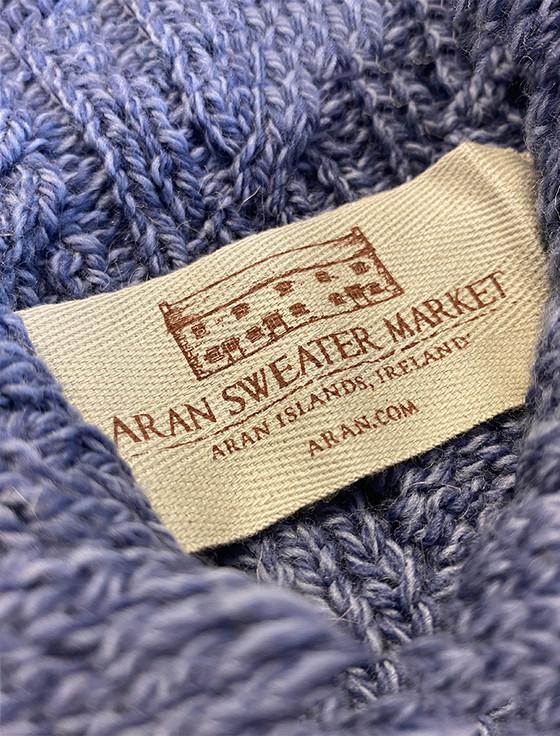 ARAN SWEATER MARKET
ARAN ISLANDS, IRELAND
ARAN.COM